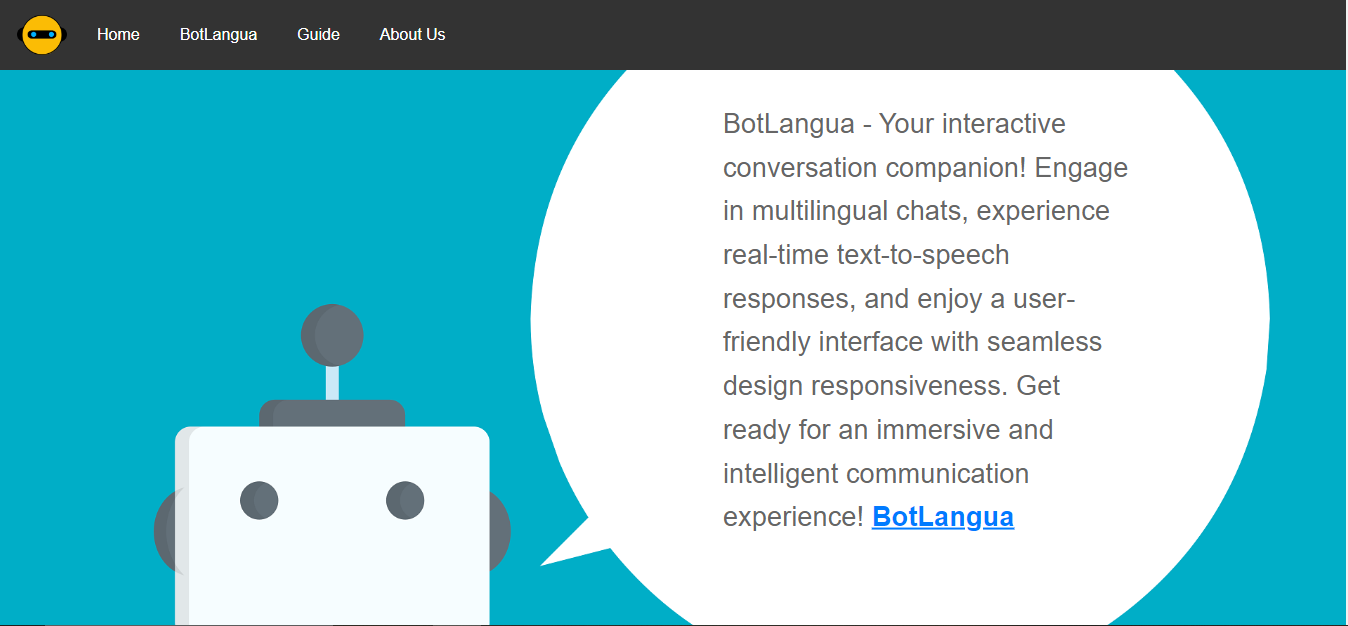 Home BotLangua Guide About Us
BotLangua - Your interactive
conversation companion! Engage
in multilingual chats, experience
real-time text-to-speech
responses, and enjoy a user-
friendly interface with seamless
design responsiveness. Get
ready for an immersive and
intelligent communication
experience! BotLangua